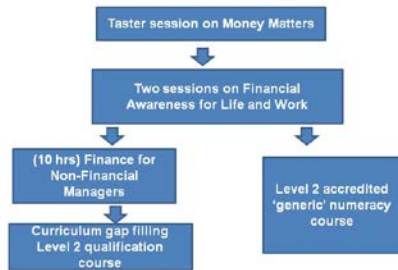 Taster session on Money Matters
Two sessions on Financial
Awareness for Life and Work
(10 hrs) Finance for
Non-Financial
Managers
Level 2 accredited
‘generic’ numeracy
course
Curriculum gap filling
Level 2 qualification
course